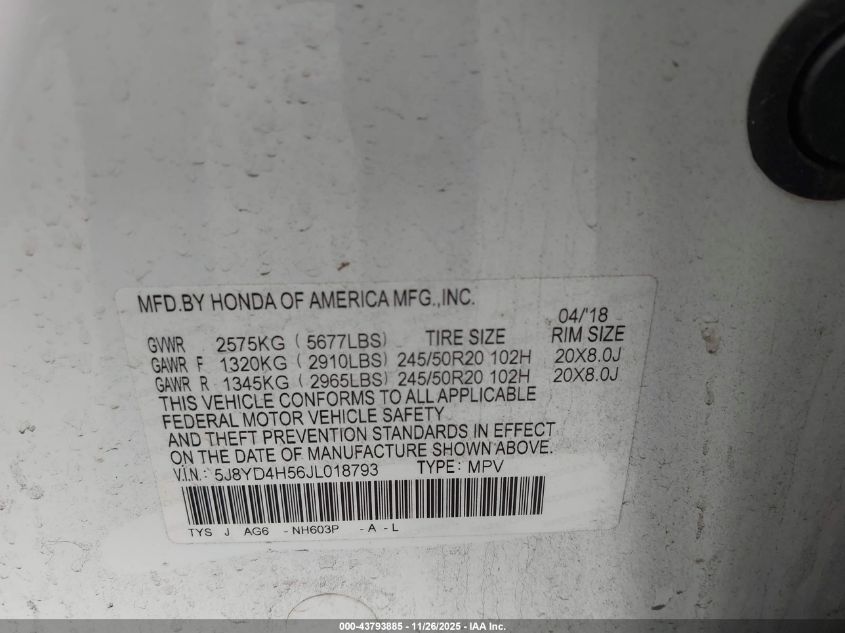 MFD.BY HONDA OF AMERICA MFG.,INC.
04/'18
GVWR 2575KG ( 5677LBS) TIRE SIZE RIM SIZE
GAWR F 1320KG ( 2910LBS) 245/50R20 102H 20X8.0J
GAWR R 1345KG ( 2965LBS) 245/50R20 102H 20X8.0J
THIS VEHICLE CONFORMS TO ALL APPLICABLE
FEDERAL MOTOR VEHICLE SAFETY
AND THEFT PREVENTION STANDARDS IN EFFECT
ON THE DATE OF MANUFACTURE SHOWN ABOVE.
V.I.N.: 5J8YD4H56JL018793 TYPE: MPV
TYS J AG6 -NH603P -A -L
000-43793885 - 11/26/2025 - IAA Inc.